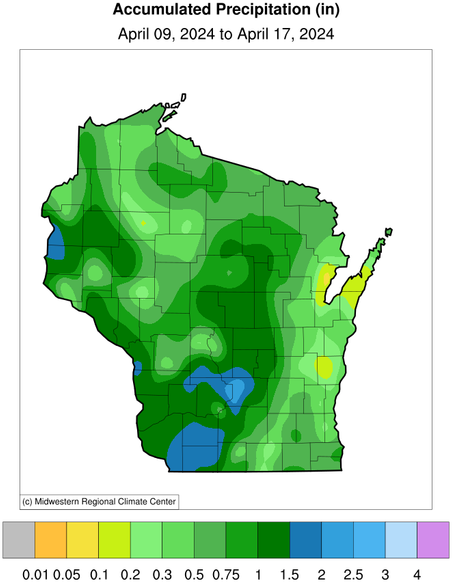 Accumulated Precipitation (in)
April 09, 2024 to April 17, 2024
(c) Midwestern Regional Climate Center
0.01 0.05 0.1 0.2 0.3 0.5 0.75 1 1.5 2 2.5 3 4